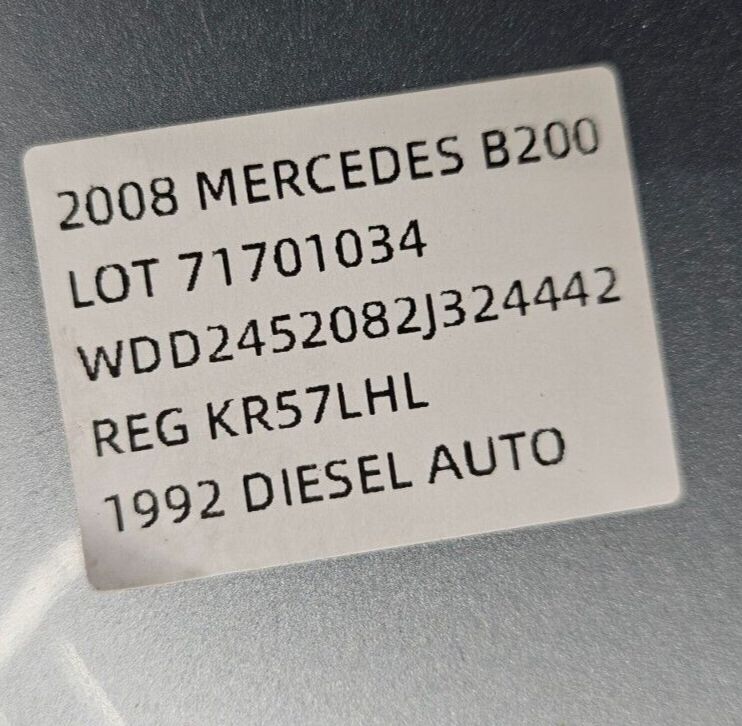 2008 MERCEDES B200
LOT 71701034
WDD2452082J324442
REG KR57LHL
1992 DIESEL AUTO